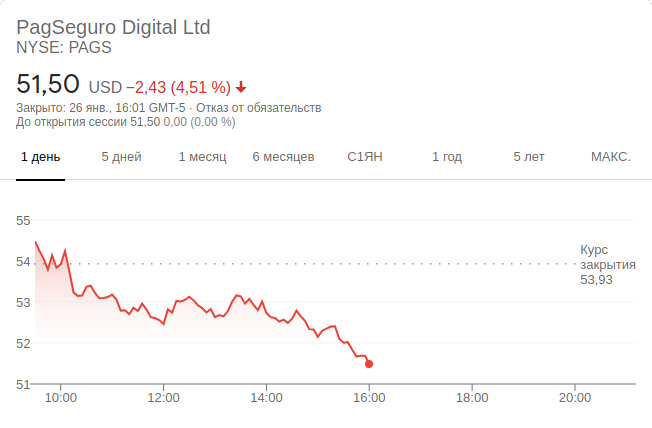 PagSeguro Digital Ltd
NYSE: PAGS
51,50 USD −2,43 (4,51 %)
Закрыто: 26 янв., 16:01 GMT-5 · Отказ от обязательств
До открытия сессии 51,50 0,00 (0,00 %)
1 день 5 дней 1 месяц 6 месяцев С1ЯН 1 год 5 лет МАКС.
55
54
53
52
51
Курс
закрытия
53,93
10:00 12:00 14:00 16:00 18:00 20:00